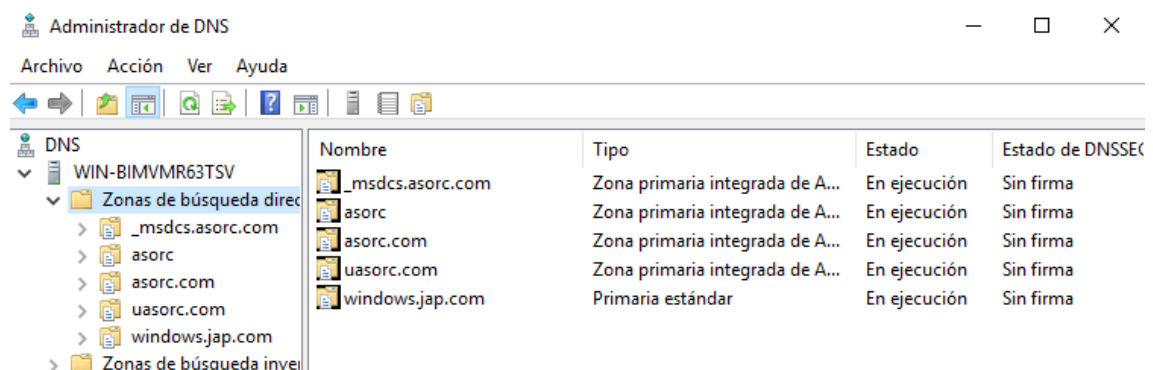 Administrador de DNS
Archivo Acción Ver Ayuda
DNS
WIN-BIMVMR63TSV
Zonas de búsqueda direc
_msdcs.asorc.com
asorc
asorc.com
uasorc.com
windows.jap.com
Zonas de búsqueda inver
Nombre Tipo Estado Estado de DNSSEC
_msdcs.asorc.com Zona primaria integrada de A... En ejecución Sin firma
asorc Zona primaria integrada de A... En ejecución Sin firma
asorc.com Zona primaria integrada de A... En ejecución Sin firma
uasorc.com Zona primaria integrada de A... En ejecución Sin firma
windows.jap.com Primaria estándar En ejecución Sin firma